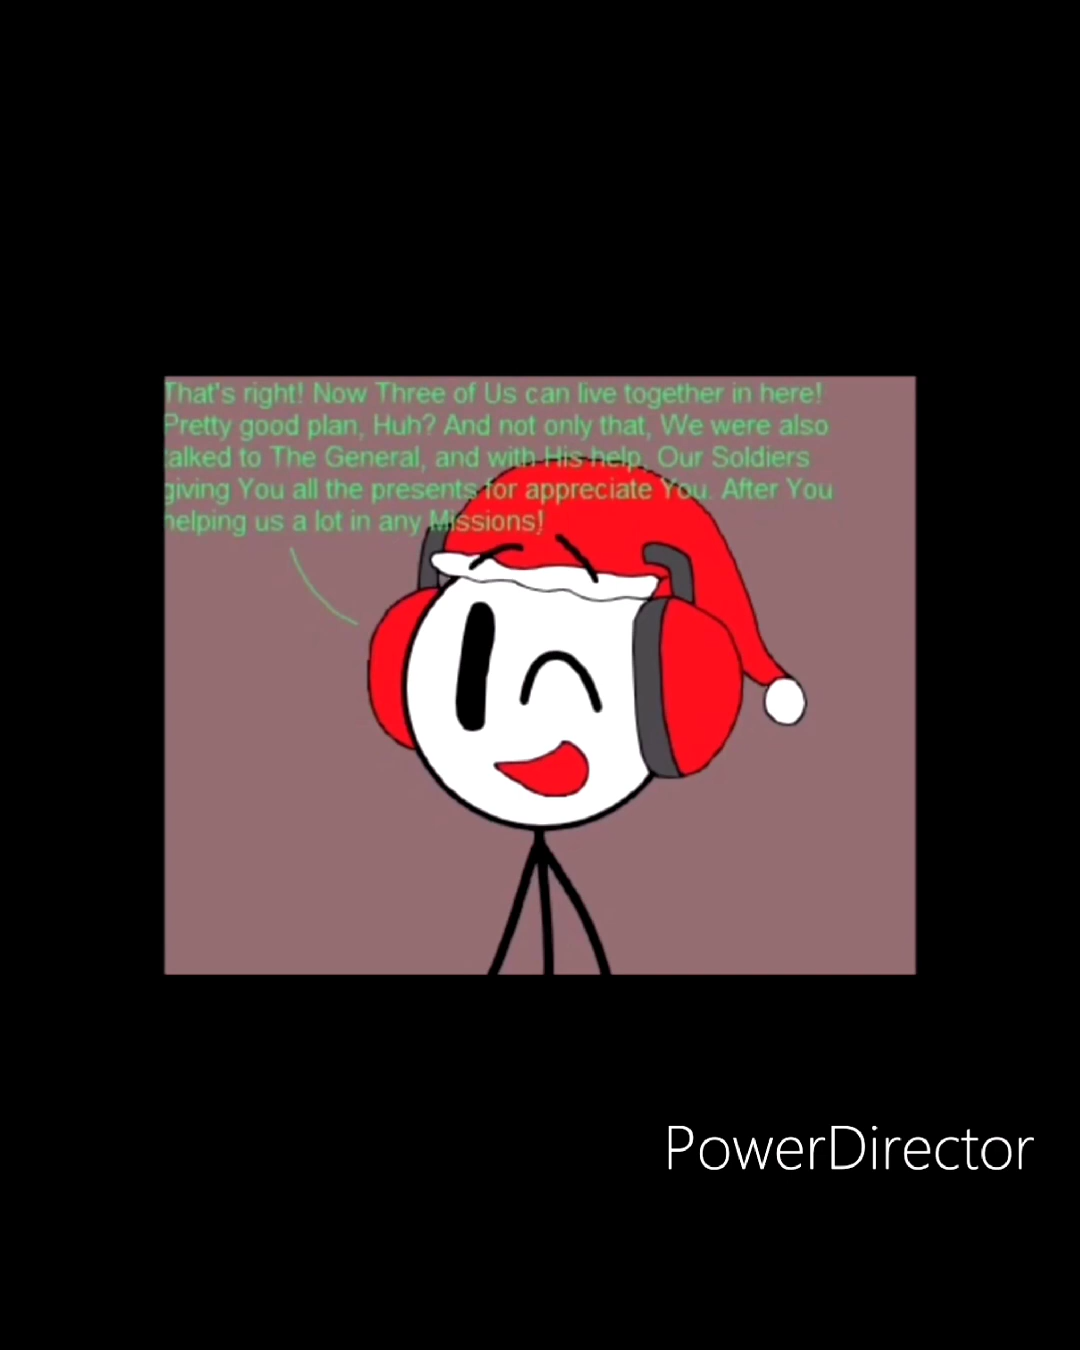 That's right! Now Three of Us can live together in here!
Pretty good plan, Huh? And not only that, We were also
talked to The General, and with His help, Our Soldiers
giving You all the presents for appreciate You. After You
helping us a lot in any Missions!
PowerDirector